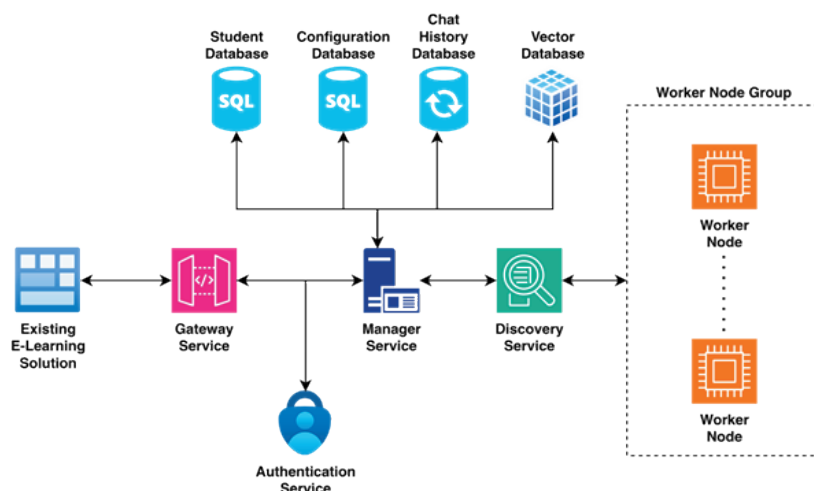 Student
Database
Configuration
Database
Chat
History
Database
Vector
Database
SQL
SQL
Worker Node Group
Worker
Node
Existing
E-Learning
Solution
Gateway
Service
</>
Manager
Service
Discovery
Service
Worker
Node
Authentication
Service